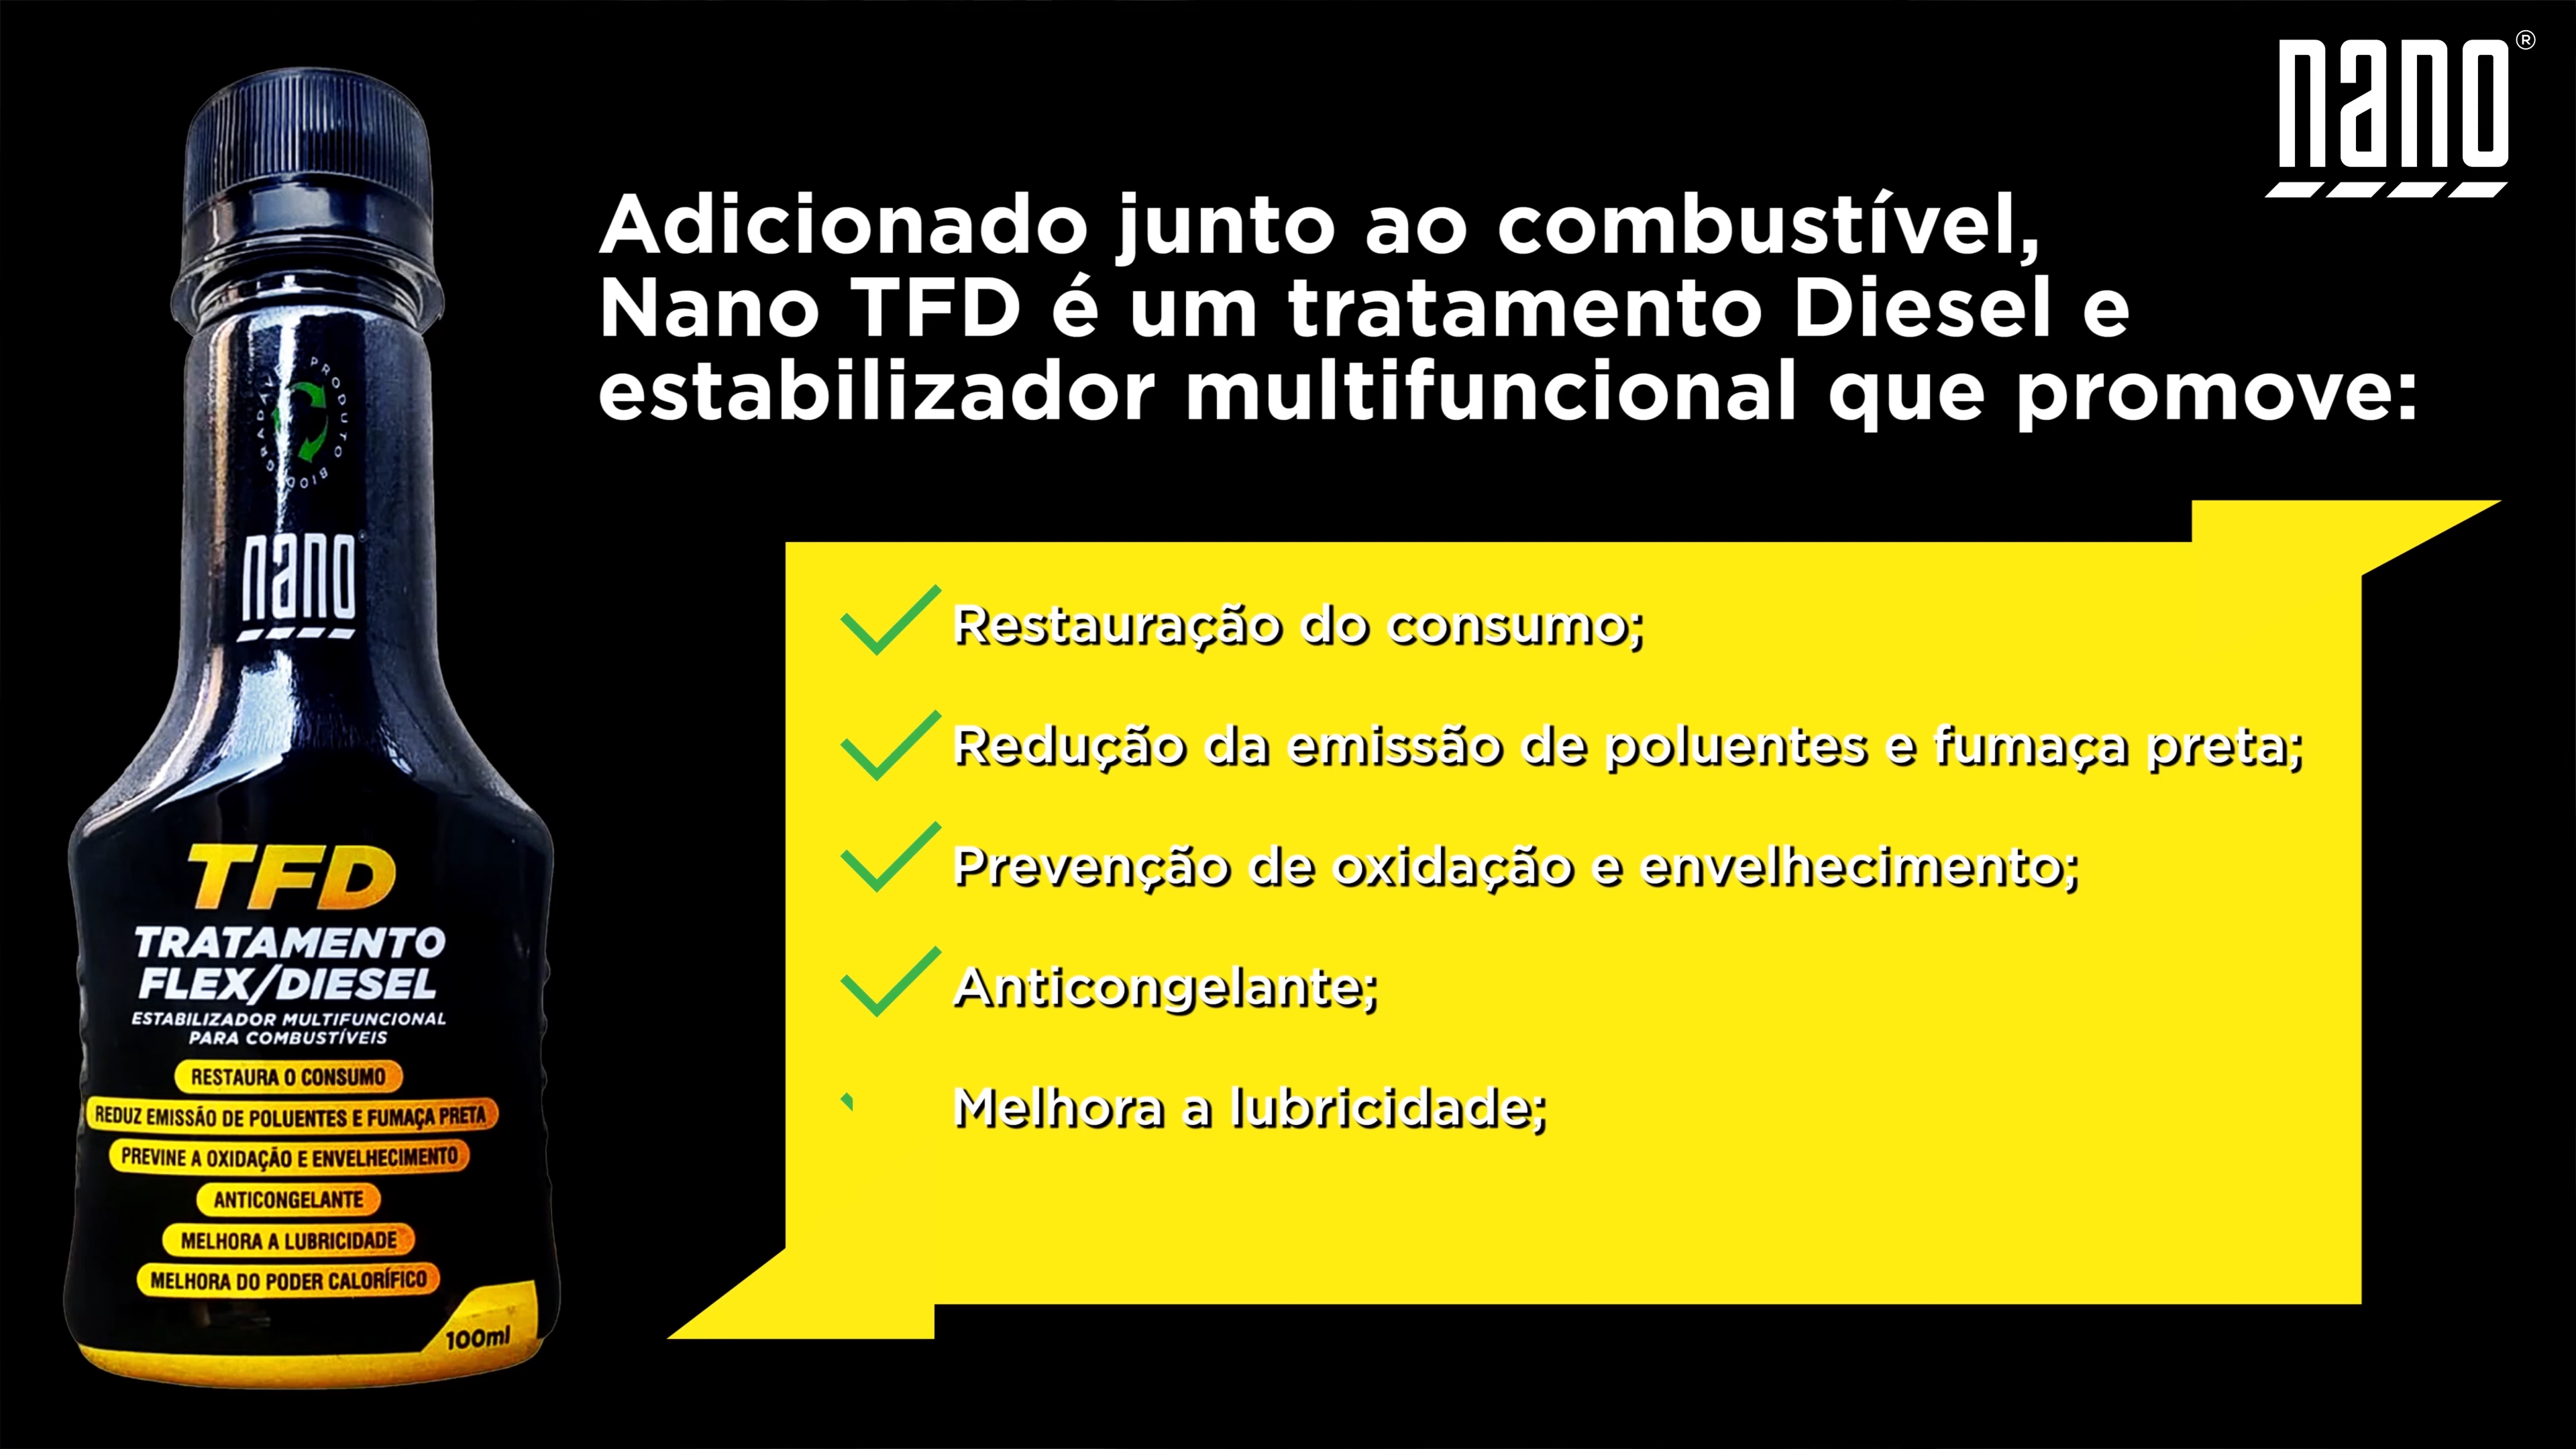 nano®
Adicionado junto ao combustível,
Nano TFD é um tratamento Diesel e
estabilizador multifuncional que promove:
Restauração do consumo;
Redução da emissão de poluentes e fumaça preta;
Prevenção de oxidação e envelhecimento;
Anticongelante;
Melhora a lubricidade;
PRODUTO BIODEGRADÁVEL
nano
TFD
TRATAMENTO
FLEX/DIESEL
ESTABILIZADOR MULTIFUNCIONAL
PARA COMBUSTÍVEIS
RESTAURA O CONSUMO
REDUZ EMISSÃO DE POLUENTES E FUMAÇA PRETA
PREVINE A OXIDAÇÃO E ENVELHECIMENTO
ANTICONGELANTE
MELHORA A LUBRICIDADE
MELHORA DO PODER CALORÍFICO
100ml